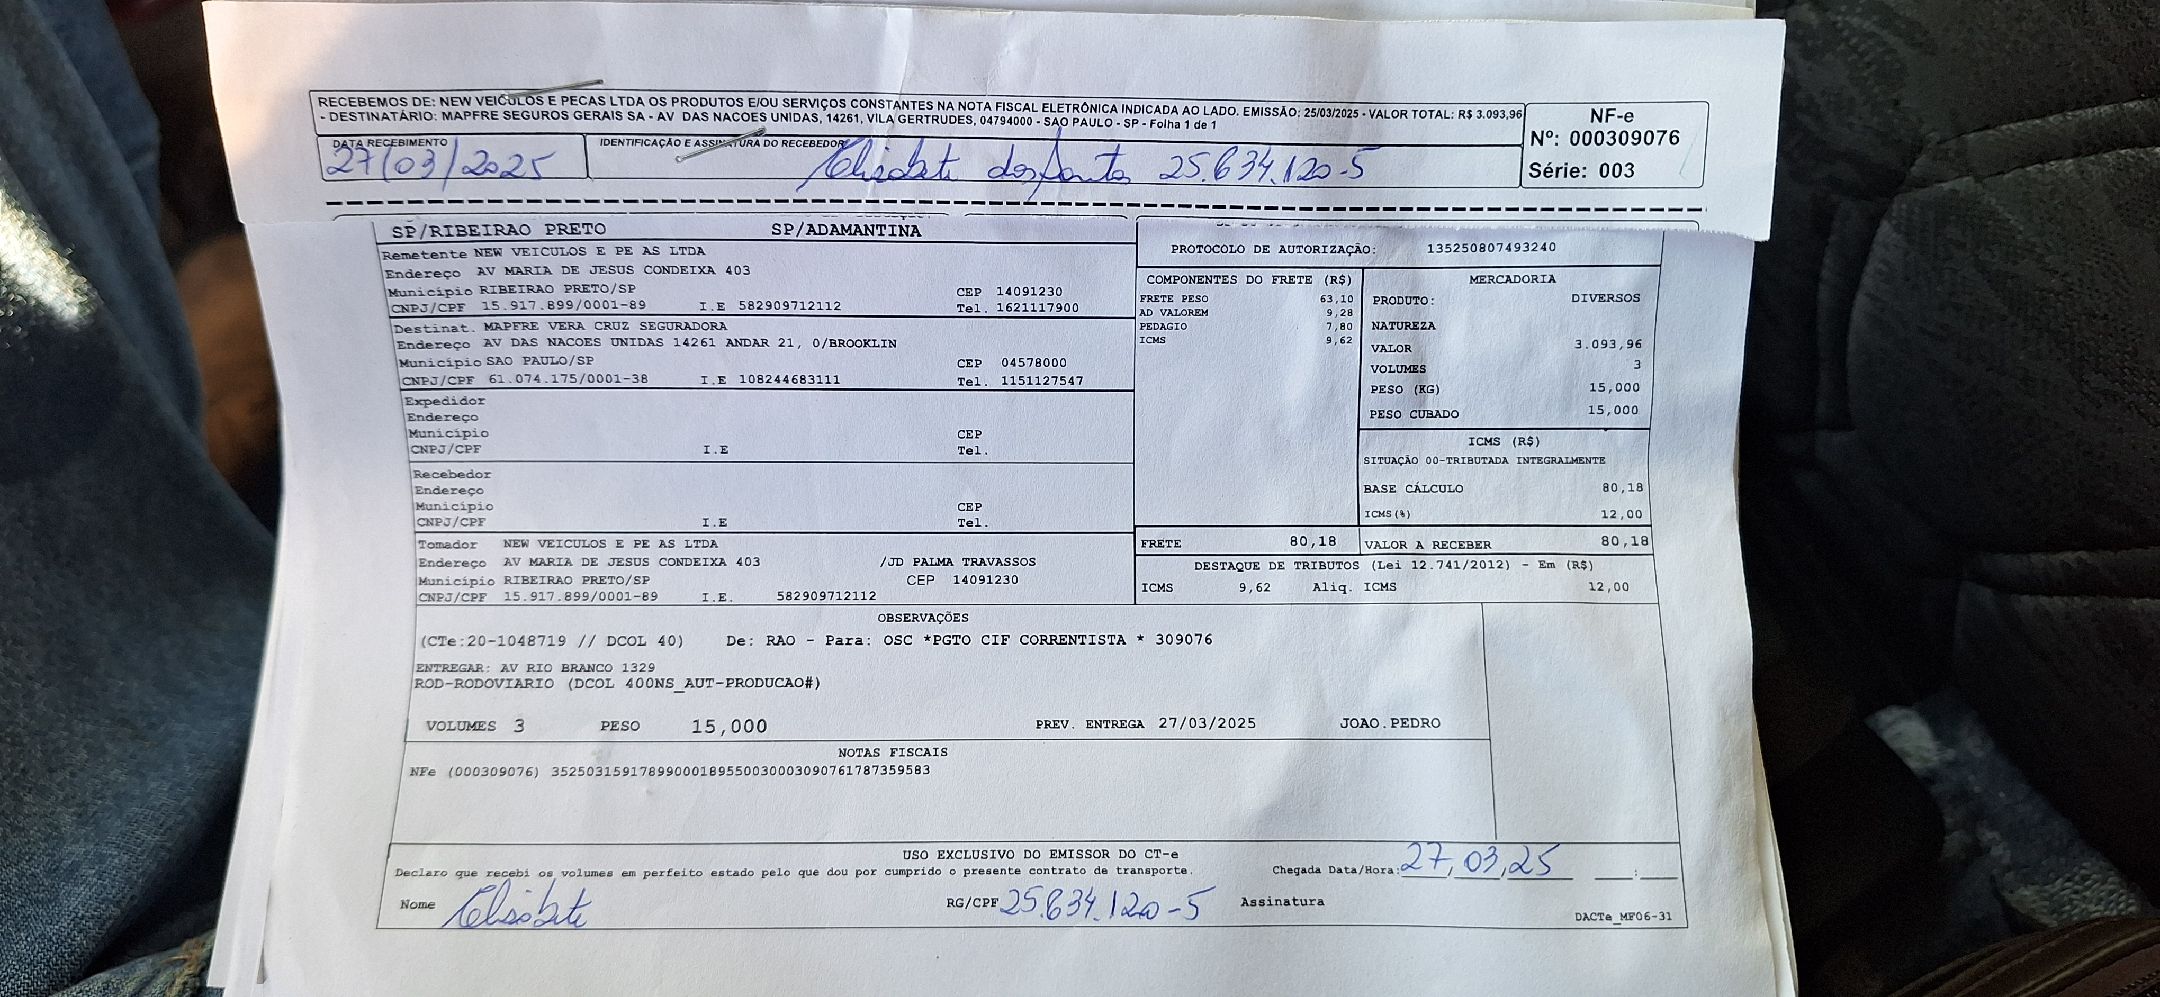 RECEBEMOS DE: NEW VEICULOS E PECAS LTDA OS PRODUTOS E/OU SERVIÇOS CONSTANTES NA NOTA FISCAL ELETRÔNICA INDICADA AO LADO. EMISSÃO: 25/03/2025 - VALOR TOTAL: R$ 3.093,96
- DESTINATÁRIO: MAPFRE SEGUROS GERAIS SA - AV DAS NACOES UNIDAS, 14261, VILA GERTRUDES, 04794000 - SAO PAULO - SP - Folha 1 de 1
NF-e
Nº: 000309076
Série: 003
DATA RECEBIMENTO
27/03/2025
IDENTIFICAÇÃO E ASSINATURA DO RECEBEDOR
Elisabete dos Santos 25.634.120-5
SP/RIBEIRAO PRETO SP/ADAMANTINA
Remetente NEW VEICULOS E PE AS LTDA
Endereço AV MARIA DE JESUS CONDEIXA 403
Município RIBEIRAO PRETO/SP CEP 14091230
CNPJ/CPF 15.917.899/0001-89 I.E 582909712112 Tel. 1621117900
Destinat. MAPFRE VERA CRUZ SEGURADORA
Endereço AV DAS NACOES UNIDAS 14261 ANDAR 21, 0/BROOKLIN
Município SAO PAULO/SP CEP 04578000
CNPJ/CPF 61.074.175/0001-38 I.E 108244683111 Tel. 1151127547
Expedidor
Endereço
Município CEP
CNPJ/CPF I.E Tel.
Recebedor
Endereço
Município CEP
CNPJ/CPF I.E Tel.
Tomador NEW VEICULOS E PE AS LTDA
Endereço AV MARIA DE JESUS CONDEIXA 403 /JD PALMA TRAVASSOS
Município RIBEIRAO PRETO/SP CEP 14091230
CNPJ/CPF 15.917.899/0001-89 I.E. 582909712112
PROTOCOLO DE AUTORIZAÇÃO: 135250807493240
COMPONENTES DO FRETE (R$)
FRETE PESO 63,10
AD VALOREM 9,28
PEDAGIO 7,80
ICMS 9,62
MERCADORIA
PRODUTO: DIVERSOS
NATUREZA
VALOR 3.093,96
VOLUMES 3
PESO (KG) 15,000
PESO CUBADO 15,000
ICMS (R$)
SITUAÇÃO 00-TRIBUTADA INTEGRALMENTE
BASE CÁLCULO 80,18
ICMS(%) 12,00
FRETE 80,18 VALOR A RECEBER 80,18
DESTAQUE DE TRIBUTOS (Lei 12.741/2012) - Em (R$)
ICMS 9,62 Aliq. ICMS 12,00
OBSERVAÇÕES
(CTe:20-1048719 // DCOL 40) De: RAO - Para: OSC *PGTO CIF CORRENTISTA * 309076
ENTREGAR: AV RIO BRANCO 1329
ROD-RODOVIARIO (DCOL 400NS_AUT-PRODUCAO#)
VOLUMES 3 PESO 15,000 PREV. ENTREGA 27/03/2025 JOAO.PEDRO
NOTAS FISCAIS
NFe (000309076) 35250315917899000189550030003090761787359583
USO EXCLUSIVO DO EMISSOR DO CT-e
Declaro que recebi os volumes em perfeito estado pelo que dou por cumprido o presente contrato de transporte. Chegada Data/Hora: 27,03,25 :
Nome Elisabete RG/CPF 25.634.120-5 Assinatura
DACTe_MF06-31